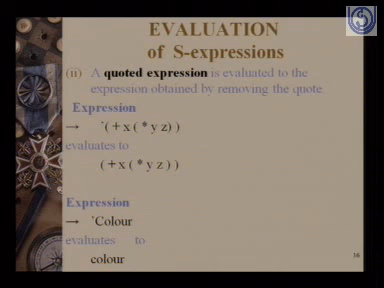 EVALUATION
of S-expressions
(ii) A quoted expression is evaluated to the
expression obtained by removing the quote.
Expression
→ `( + x ( * y z) )
evaluates to
( + x ( * y z ) )
Expression
→ `Colour
evaluates to
colour
16